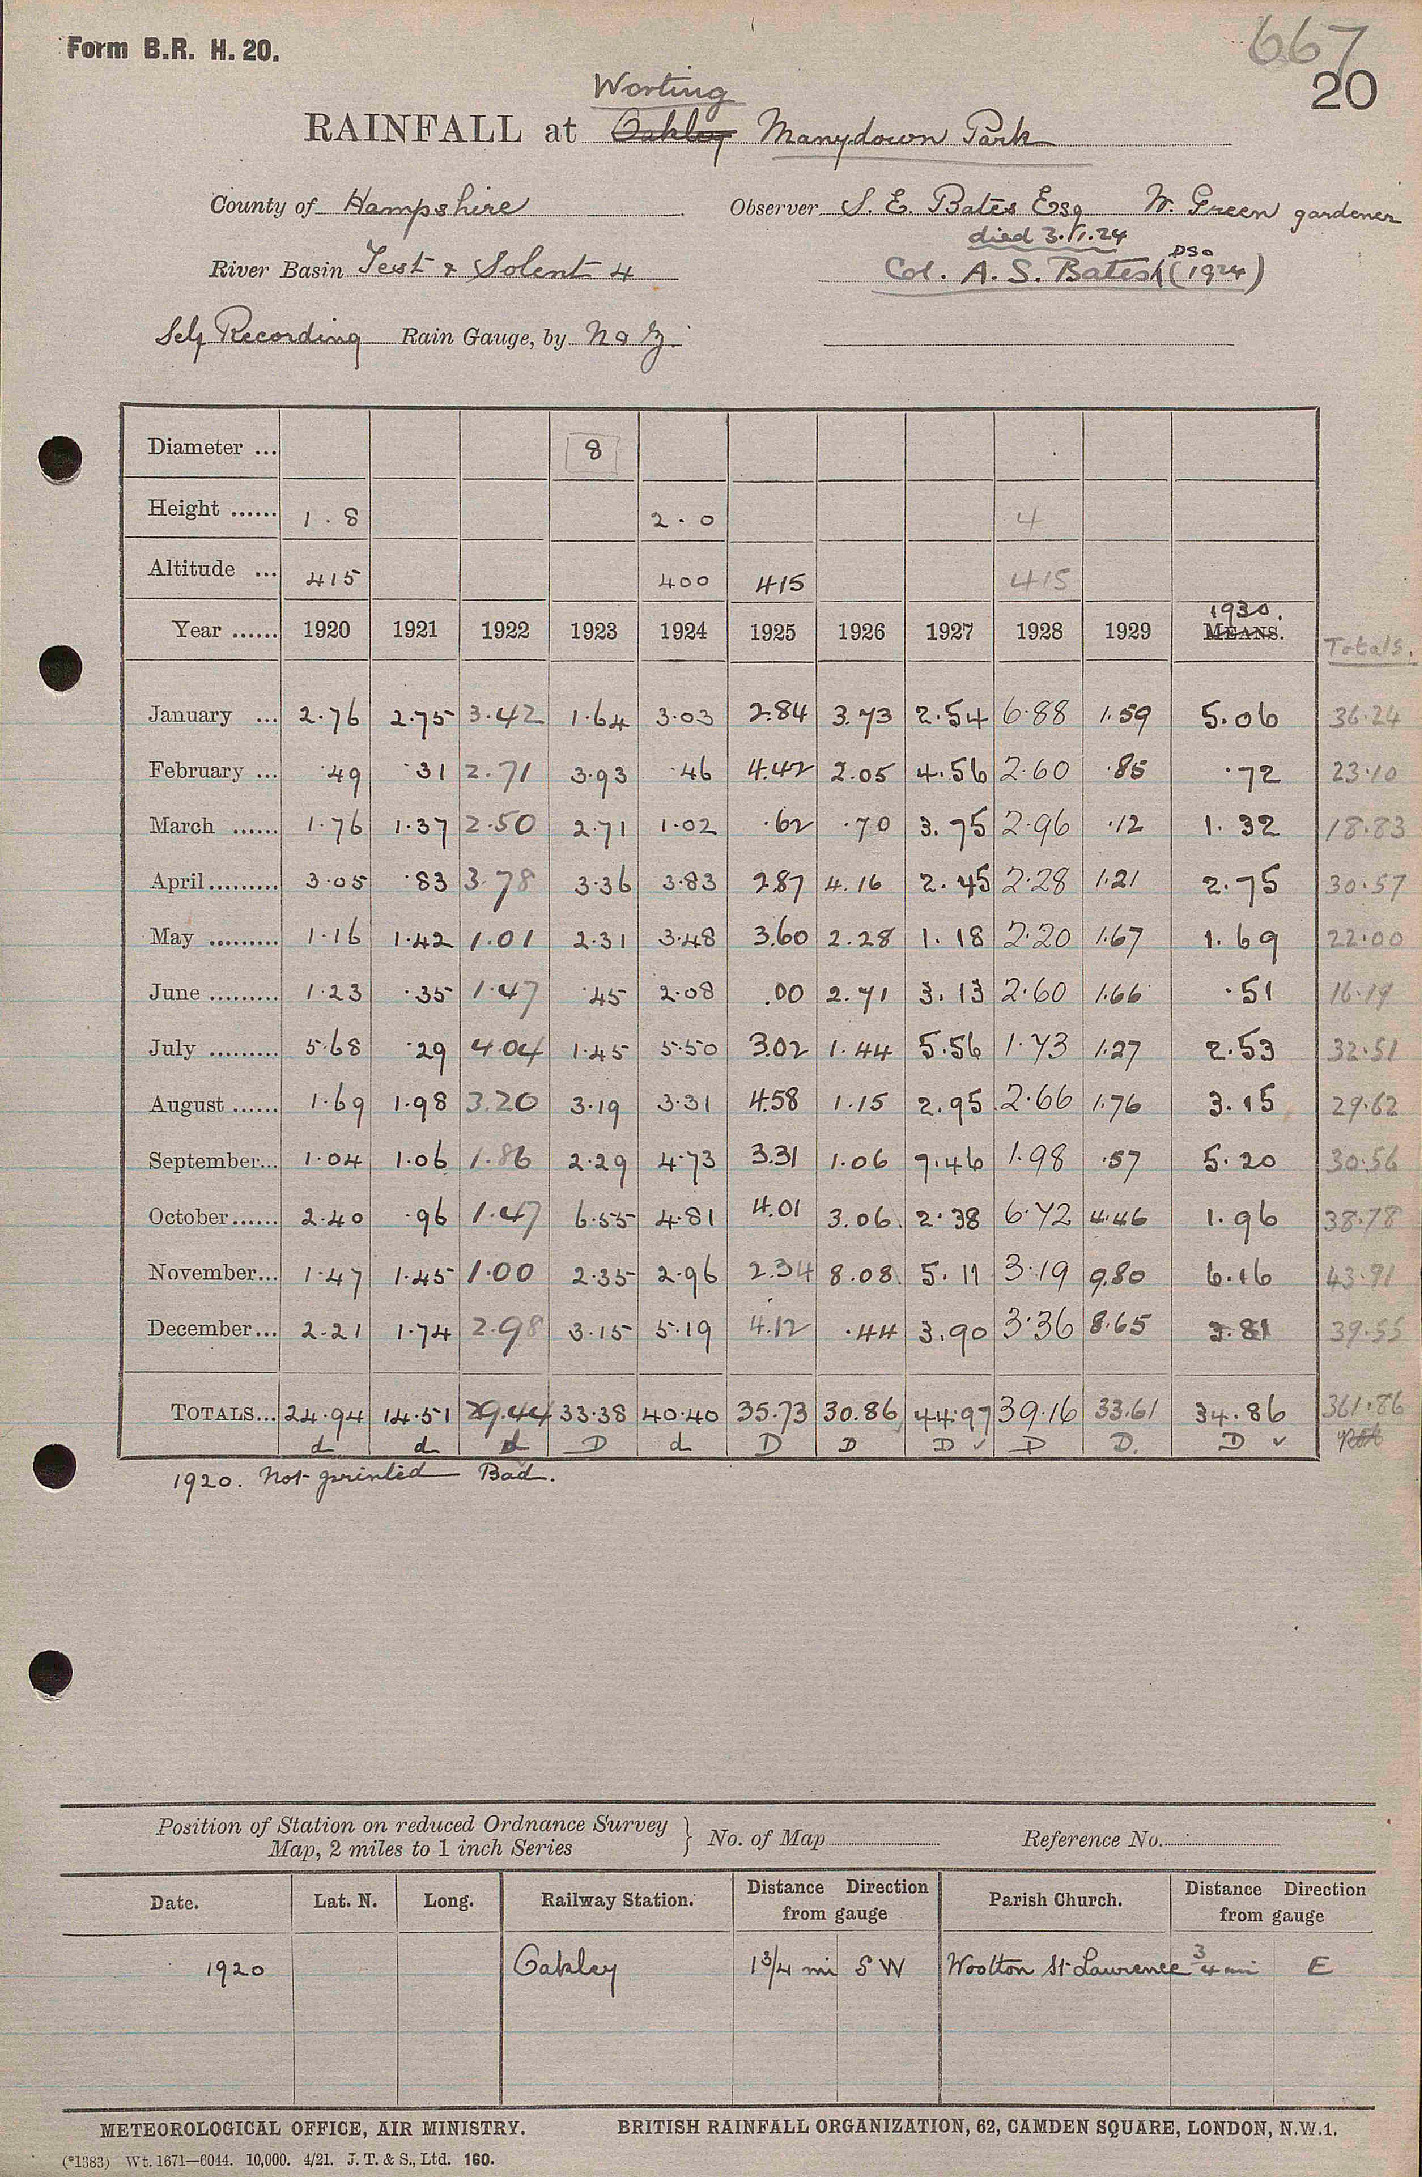 Form B.R. H. 20.
667
20
Worting
RAINFALL at Oakley Manydown Park
County of Hampshire Observer S. E. Bates Esq W. Green gardener
died 3.11.24
River Basin Test & Solent 4 Col. A. S. Bates (1924)
DSO
Self Recording Rain Gauge, by N & Z.
Diameter ... 8
Height ...... 1.8 2.0 4
Altitude ... 415 400 415 415
1930.
Year ...... 1920 1921 1922 1923 1924 1925 1926 1927 1928 1929 MEANS. Totals.
January ... 2.76 2.75 3.42 1.64 3.03 2.84 3.73 2.54 6.88 1.59 5.06 36.24
February ... .49 .31 2.71 3.93 .46 4.42 2.05 4.56 2.60 .85 .72 23.10
March ...... 1.76 1.37 2.50 2.71 1.02 .62 .70 3.75 2.96 .12 1.32 18.83
April......... 3.05 .83 3.78 3.36 3.83 2.87 4.16 2.45 2.28 1.21 2.75 30.57
May ......... 1.16 1.42 1.01 2.31 3.48 3.60 2.28 1.18 2.20 1.67 1.69 22.00
June ......... 1.23 .35 1.47 .45 2.08 .00 2.71 3.13 2.60 1.66 .51 16.19
July ......... 5.68 .29 4.04 1.45 5.50 3.02 1.44 5.56 1.73 1.27 2.53 32.51
August ...... 1.69 1.98 3.20 3.19 3.31 4.58 1.15 2.95 2.66 1.76 3.15 29.62
September... 1.04 1.06 1.86 2.29 4.73 3.31 1.06 7.46 1.98 .57 5.20 30.56
October...... 2.40 .96 1.47 6.55 4.81 4.01 3.06 2.38 6.72 4.46 1.96 38.78
November... 1.47 1.45 1.00 2.35 2.96 2.34 8.08 5.11 3.19 9.80 6.16 43.91
December... 2.21 1.74 2.98 3.15 5.19 4.12 .44 3.90 3.36 8.65 3.81 39.55
TOTALS... 24.94 14.51 29.44 33.38 40.40 35.73 30.86 44.97 39.16 33.61 34.86 361.86
d d d D d D D D ✓ D D. D ✓
1920. Not printed Bad.
Position of Station on reduced Ordnance Survey
Map, 2 miles to 1 inch Series } No. of Map Reference No.
Date. Lat. N. Long. Railway Station. Distance Direction from gauge Parish Church. Distance Direction from gauge
1920 Oakley 1¾ mi SW Wootton St Lawrence ¾ mi E
METEOROLOGICAL OFFICE, AIR MINISTRY. BRITISH RAINFALL ORGANIZATION, 62, CAMDEN SQUARE, LONDON, N.W.1.
(*1383) Wt. 1671—6044. 10,000. 4/21. J. T. & S., Ltd. 160.